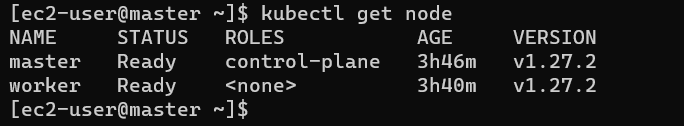 [ec2-user@master ~]$ kubectl get node
NAME     STATUS   ROLES           AGE     VERSION
master   Ready    control-plane   3h46m   v1.27.2
worker   Ready    <none>          3h40m   v1.27.2
[ec2-user@master ~]$